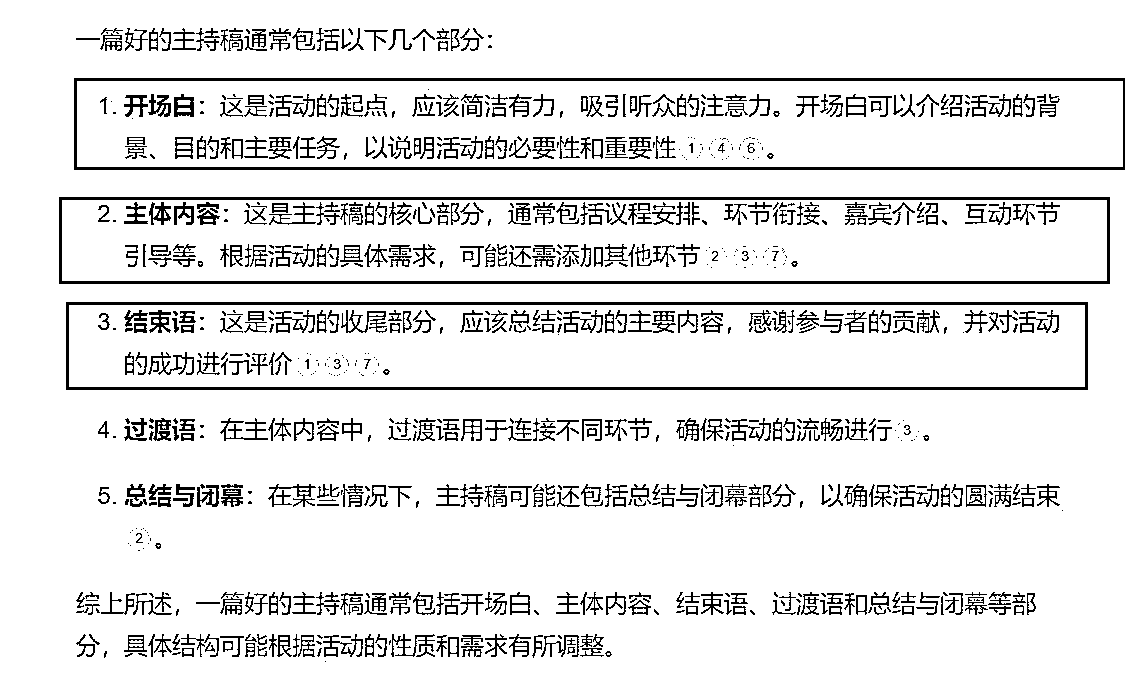 一篇好的主持稿通常包括以下几个部分：
1. 开场白：这是活动的起点，应该简洁有力，吸引听众的注意力。开场白可以介绍活动的背
景、目的和主要任务，以说明活动的必要性和重要性 1 4 6 。
2. 主体内容：这是主持稿的核心部分，通常包括议程安排、环节衔接、嘉宾介绍、互动环节
引导等。根据活动的具体需求，可能还需添加其他环节 2 3 7 。
3. 结束语：这是活动的收尾部分，应该总结活动的主要内容，感谢参与者的贡献，并对活动
的成功进行评价 1 3 7 。
4. 过渡语：在主体内容中，过渡语用于连接不同环节，确保活动的流畅进行 3 。
5. 总结与闭幕：在某些情况下，主持稿可能还包括总结与闭幕部分，以确保活动的圆满结束
2 。
综上所述，一篇好的主持稿通常包括开场白、主体内容、结束语、过渡语和总结与闭幕等部
分，具体结构可能根据活动的性质和需求有所调整。